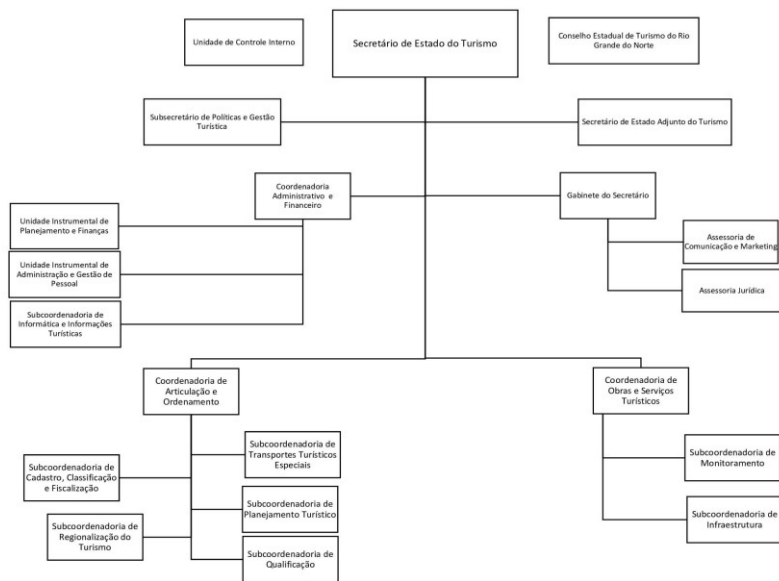 Unidade de Controle Interno
Secretário de Estado do Turismo
Conselho Estadual de Turismo do Rio
Grande do Norte
Subsecretário de Políticas e Gestão
Turística
Secretário de Estado Adjunto do Turismo
Coordenadoria
Administrativo e
Financeiro
Gabinete do Secretário
Unidade Instrumental de
Planejamento e Finanças
Assessoria de
Comunicação e Marketing
Unidade Instrumental de
Administração e Gestão de
Pessoal
Assessoria Jurídica
Subcoordenadoria
de Informática e Informações
Turísticas
Coordenadoria de
Articulação e
Ordenamento
Coordenadoria de
Obras e Serviços
Turísticos
Subcoordenadoria de
Transportes Turísticos
Especiais
Subcoordenadoria de
Monitoramento
Subcoordenadoria de
Cadastro, Classificação
e Fiscalização
Subcoordenadoria de
Planejamento Turístico
Subcoordenadoria de
Infraestrutura
Subcoordenadoria de
Regionalização do
Turismo
Subcoordenadoria de
Qualificação